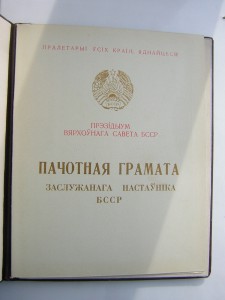 ПРАЛЕТАРЫІ ЎСІХ КРАІН, ЯДНАЙЦЕСЯ!
ПРЭЗІДЫУМ
ВЯРХОЎНАГА САВЕТА БССР
ПАЧОТНАЯ ГРАМАТА
ЗАСЛУЖАНАГА НАСТАЎНІКА
БССР